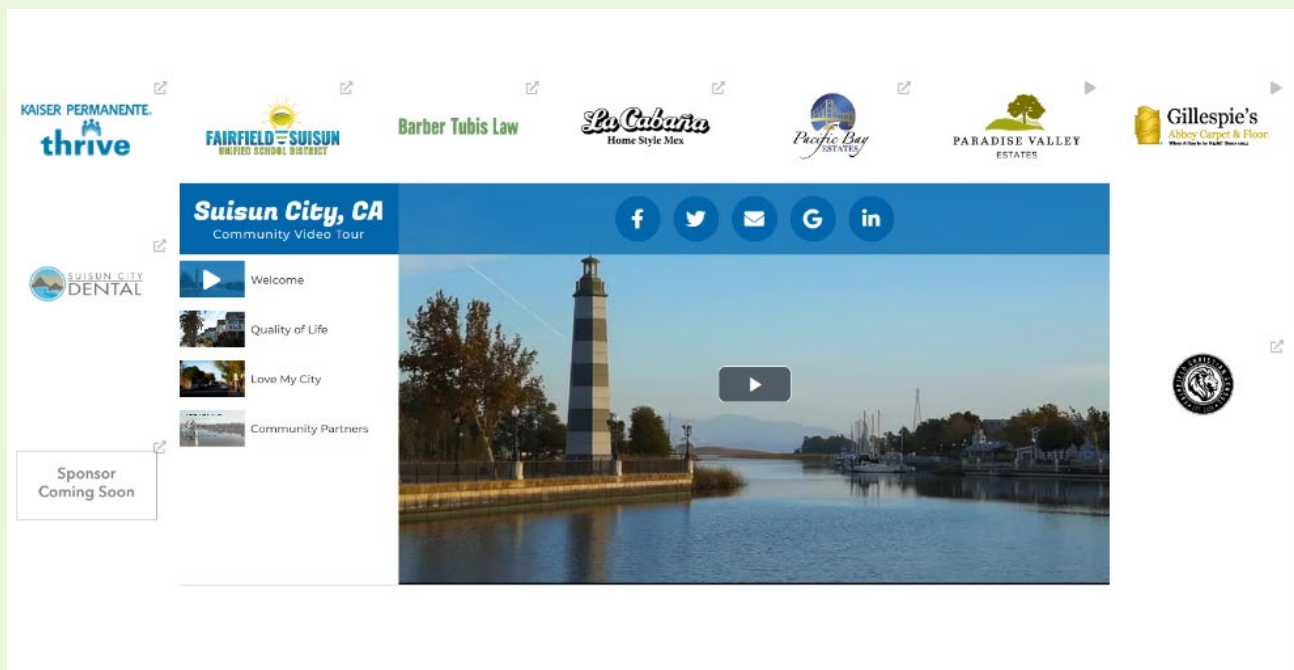 KAISER PERMANENTE®
thrive
FAIRFIELD-SUISUN
UNIFIED SCHOOL DISTRICT
Barber Tubis Law
La Cabaña
Home Style Mex
Pacific Bay
ESTATES
PARADISE VALLEY
ESTATES
Gillespie's
Abbey Carpet & Floor
Suisun City, CA
Community Video Tour
SUISUN CITY
DENTAL
Welcome
Quality of Life
Love My City
Community Partners
Sponsor
Coming Soon